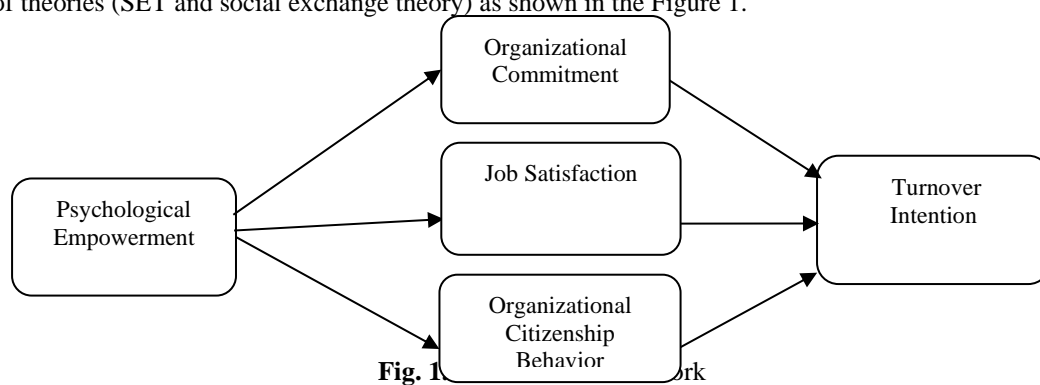 of theories (SET and social exchange theory) as shown in the Figure 1.
Organizational
Commitment
Job Satisfaction
Psychological
Empowerment
Turnover
Intention
Organizational
Citizenship
Behavior
Fig. 1. ork